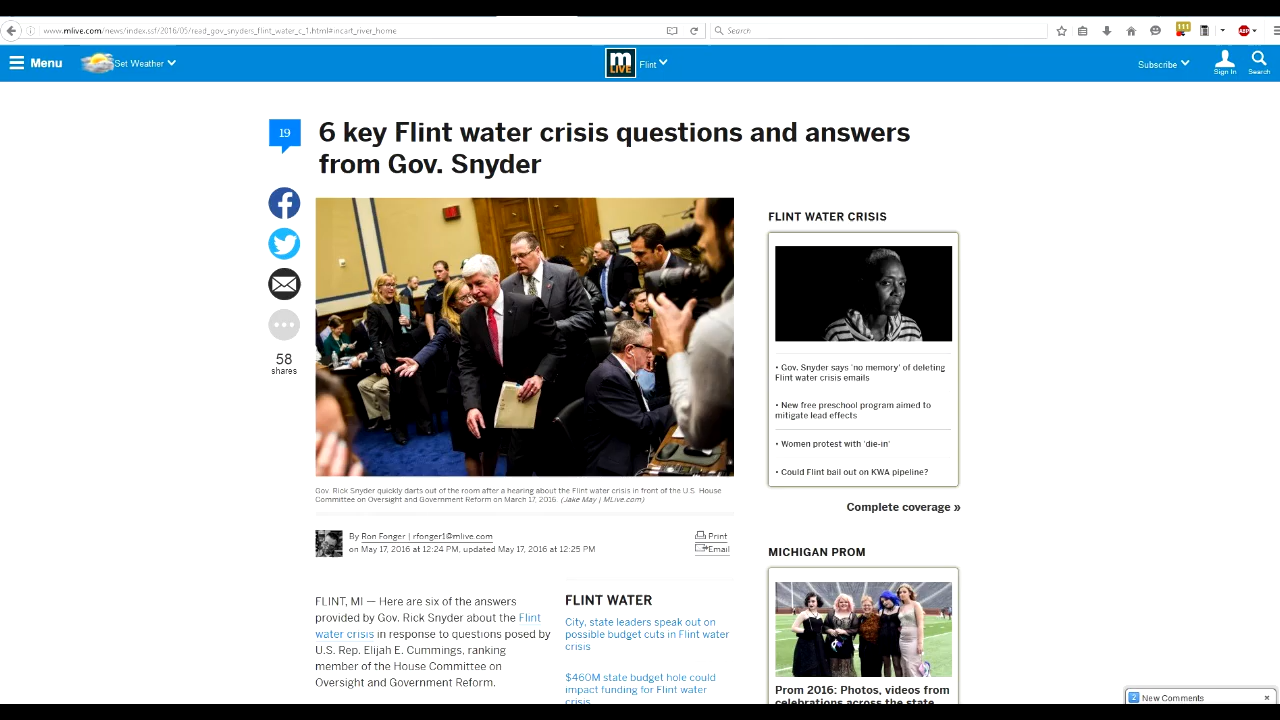 www.mlive.com/news/index.ssf/2016/05/read_gov_snyders_flint_water_c_1.html#incart_river_home
Search
111
ABP
Menu
Set Weather
m
LIVE
Flint
Subscribe
Sign In
Search
19
6 key Flint water crisis questions and answers
from Gov. Snyder
58
shares
Gov. Rick Snyder quickly darts out of the room after a hearing about the Flint water crisis in front of the U.S. House
Committee on Oversight and Government Reform on March 17, 2016. (Jake May | MLive.com)
By Ron Fonger | rfonger1@mlive.com
on May 17, 2016 at 12:24 PM, updated May 17, 2016 at 12:25 PM
Print
Email
FLINT, MI — Here are six of the answers
provided by Gov. Rick Snyder about the Flint
water crisis in response to questions posed by
U.S. Rep. Elijah E. Cummings, ranking
member of the House Committee on
Oversight and Government Reform.
FLINT WATER
City, state leaders speak out on
possible budget cuts in Flint water
crisis
$460M state budget hole could
impact funding for Flint water
crisis
FLINT WATER CRISIS
• Gov. Snyder says 'no memory' of deleting
Flint water crisis emails
• New free preschool program aimed to
mitigate lead effects
• Women protest with 'die-in'
• Could Flint bail out on KWA pipeline?
Complete coverage »
MICHIGAN PROM
Prom 2016: Photos, videos from
celebrations across the state
2 New Comments